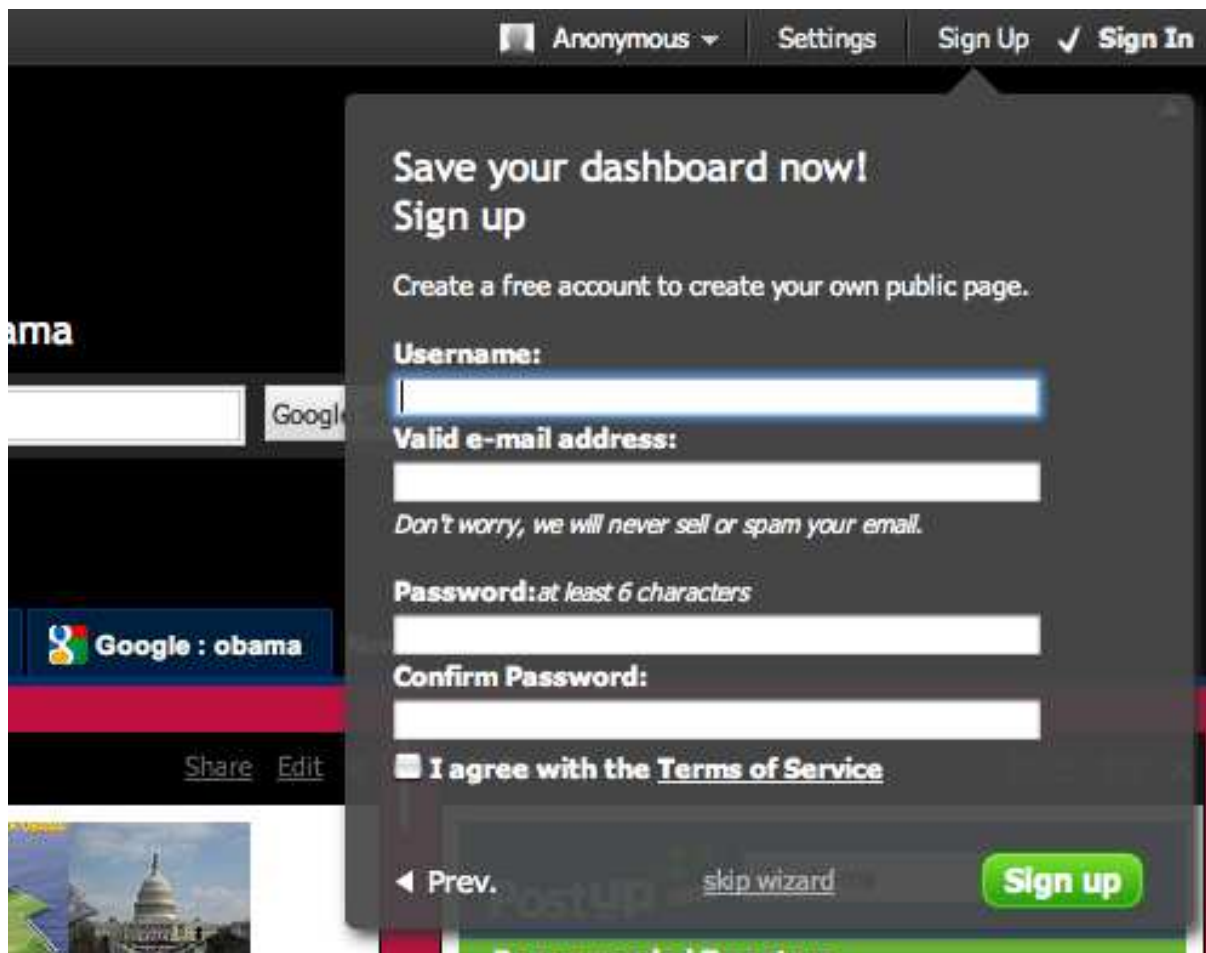 Anonymous Settings Sign Up Sign In
Save your dashboard now!
Sign up
Create a free account to create your own public page.
ama
Username:
Google
Valid e-mail address:
Don't worry, we will never sell or spam your email.
Password: at least 6 characters
Google : obama
Confirm Password:
Share Edit
I agree with the Terms of Service
Prev. skip wizard Sign up
PostUp